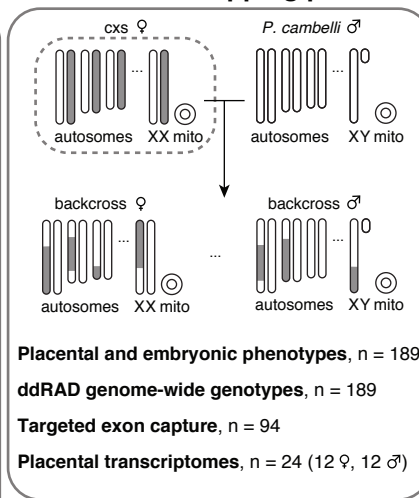 cxs ♀
P. cambelli ♂
...
autosomes
XX mito
autosomes
XY mito
backcross ♀
backcross ♂
...
...
...
autosomes
XX mito
autosomes
XY mito
Placental and embryonic phenotypes, n = 189
ddRAD genome-wide genotypes, n = 189
Targeted exon capture, n = 94
Placental transcriptomes, n = 24 (12 ♀, 12 ♂)